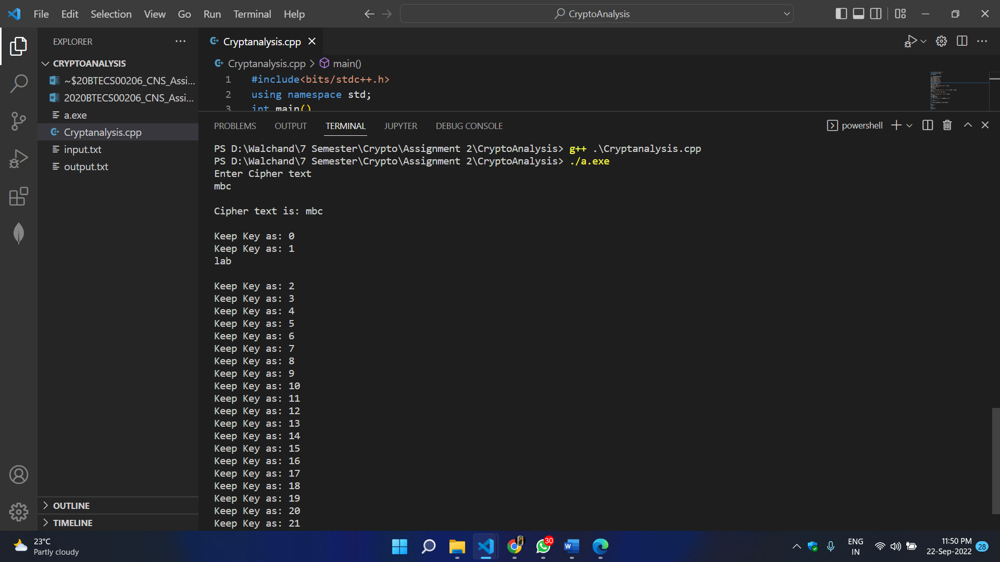 File Edit Selection View Go Run Terminal Help
CryptoAnalysis
EXPLORER
CRYPTOANALYSIS
~$20BTECS00206_CNS_Assi...
2020BTECS00206_CNS_Assi...
a.exe
Cryptanalysis.cpp
input.txt
output.txt
OUTLINE
TIMELINE
Cryptanalysis.cpp
Cryptanalysis.cpp > main()
1 #include<bits/stdc++.h>
2 using namespace std;
3 int main()
PROBLEMS OUTPUT TERMINAL JUPYTER DEBUG CONSOLE
powershell
PS D:\Walchand\7 Semester\Crypto\Assignment 2\CryptoAnalysis> g++ .\Cryptanalysis.cpp
PS D:\Walchand\7 Semester\Crypto\Assignment 2\CryptoAnalysis> ./a.exe
Enter Cipher text
mbc
Cipher text is: mbc
Keep Key as: 0
Keep Key as: 1
lab
Keep Key as: 2
Keep Key as: 3
Keep Key as: 4
Keep Key as: 5
Keep Key as: 6
Keep Key as: 7
Keep Key as: 8
Keep Key as: 9
Keep Key as: 10
Keep Key as: 11
Keep Key as: 12
Keep Key as: 13
Keep Key as: 14
Keep Key as: 15
Keep Key as: 16
Keep Key as: 17
Keep Key as: 18
Keep Key as: 19
Keep Key as: 20
Keep Key as: 21
23°C
Partly cloudy
30
ENG
IN
11:50 PM
22-Sep-2022
28